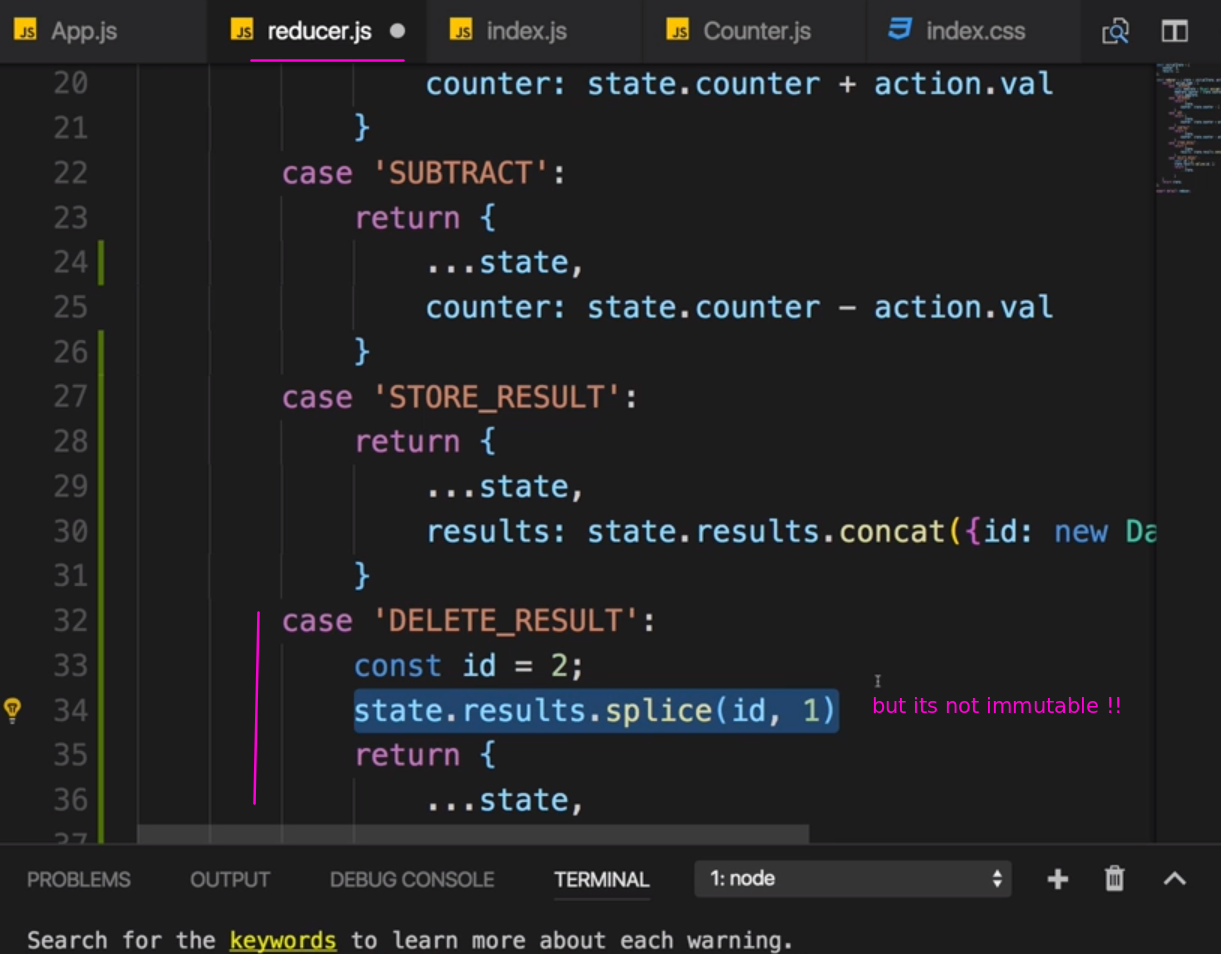 JS App.js JS reducer.js JS index.js JS Counter.js index.css
20 counter: state.counter + action.val
21 }
22 case 'SUBTRACT':
23 return {
24 ...state,
25 counter: state.counter - action.val
26 }
27 case 'STORE_RESULT':
28 return {
29 ...state,
30 results: state.results.concat({id: new Da
31 }
32 case 'DELETE_RESULT':
33 const id = 2;
34 state.results.splice(id, 1) but its not immutable !!
35 return {
36 ...state,
37
PROBLEMS OUTPUT DEBUG CONSOLE TERMINAL 1: node
Search for the keywords to learn more about each warning.